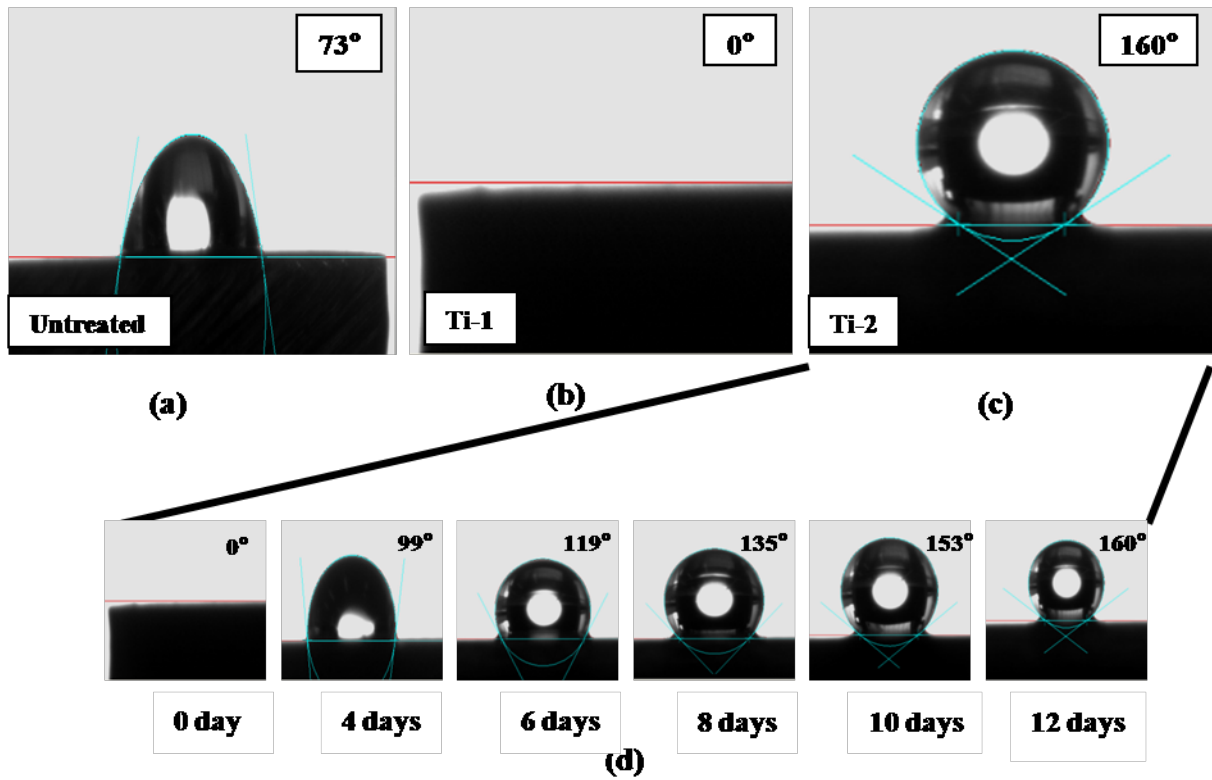 73°
0°
160°
Untreated
Ti-1
Ti-2
(a)
(b)
(c)
0°
99°
119°
135°
153°
160°
0 day
4 days
6 days
8 days
10 days
12 days
(d)